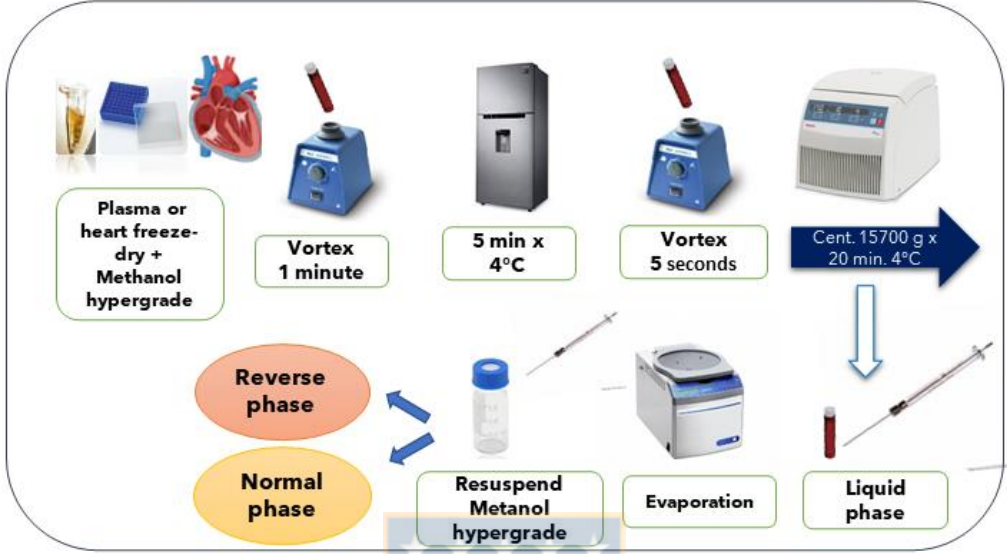 Plasma or
heart freeze-
dry +
Methanol
hypergrade
Vortex
1 minute
5 min x
4°C
Vortex
5 seconds
Cent. 15700 g x
20 min. 4°C
Reverse
phase
Normal
phase
Resuspend
Metanol
hypergrade
Evaporation
Liquid
phase